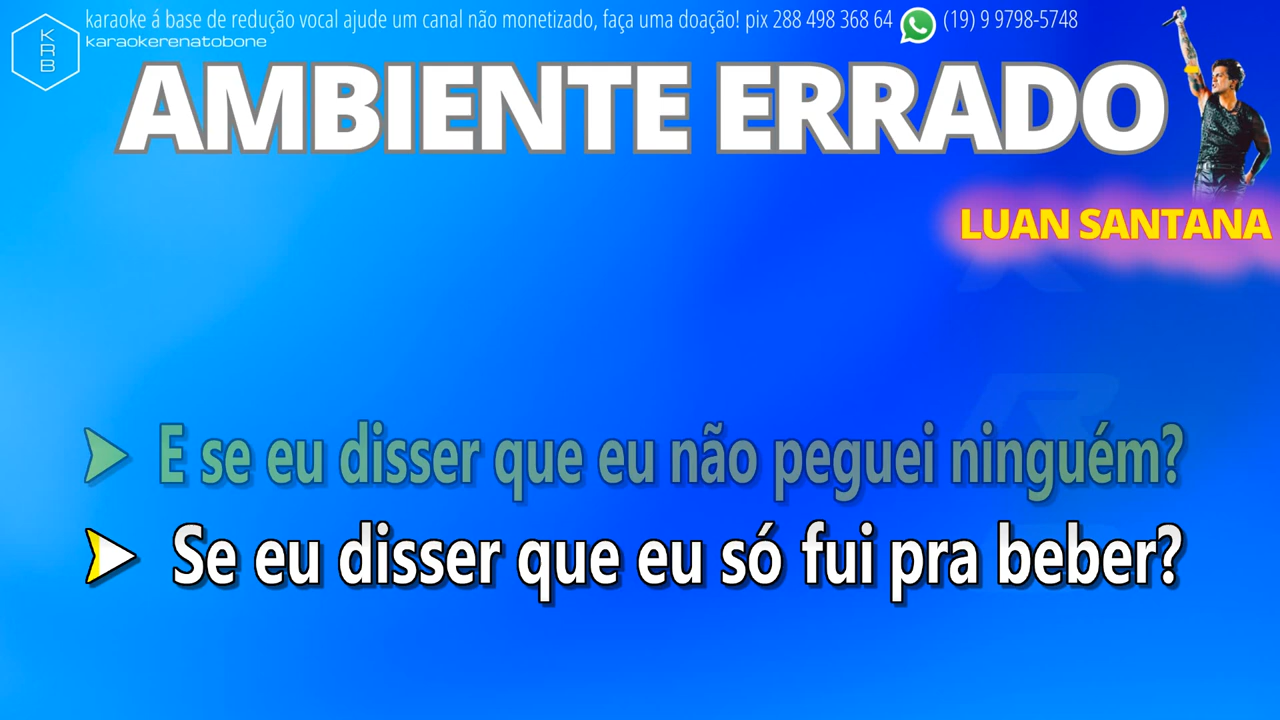 karaoke á base de redução vocal ajude um canal não monetizado, faça uma doação! pix 288 498 368 64 (19) 9 9798-5748
KRB
karaokerenatobone
AMBIENTE ERRADO
LUAN SANTANA
E se eu disser que eu não peguei ninguém?
Se eu disser que eu só fui pra beber?